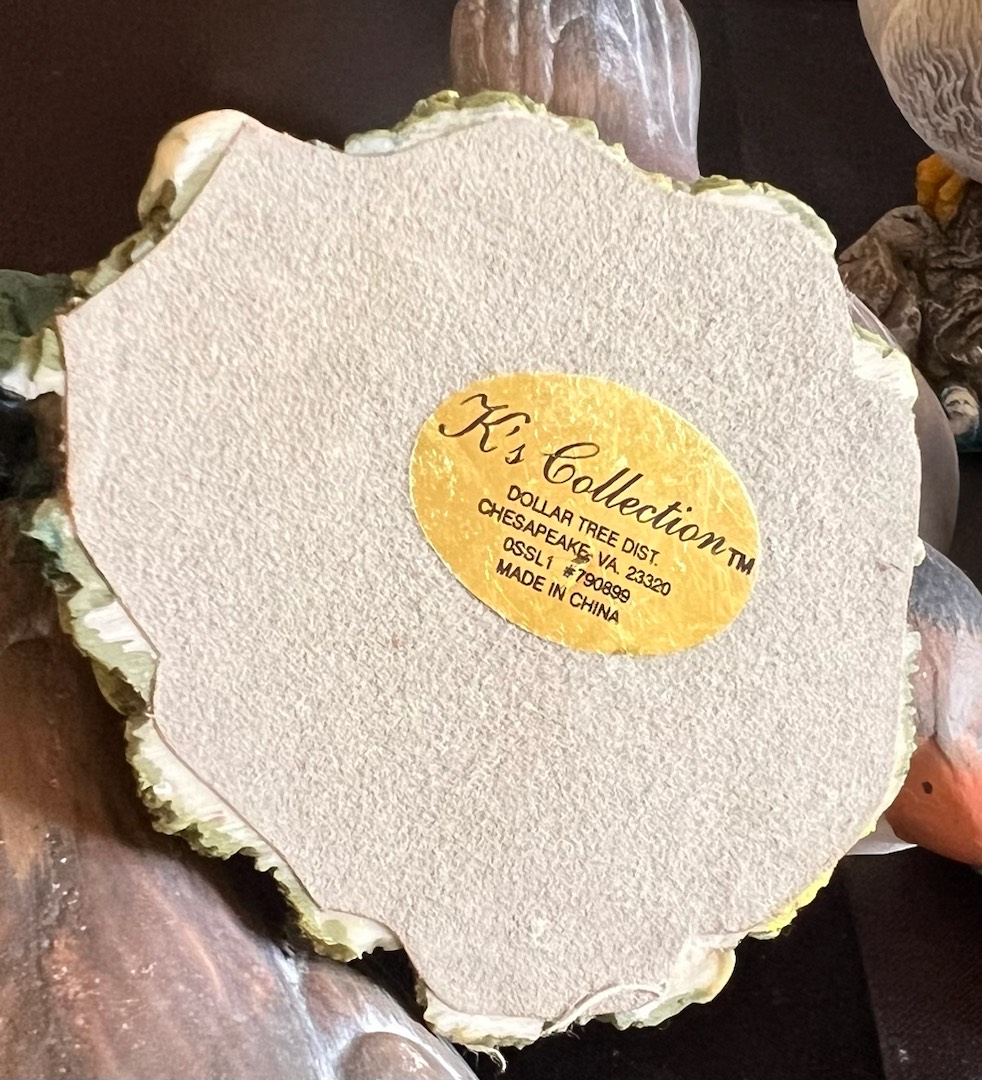 K's Collection™
DOLLAR TREE DIST.
CHESAPEAKE, VA. 23320
0SSL1 #790899
MADE IN CHINA